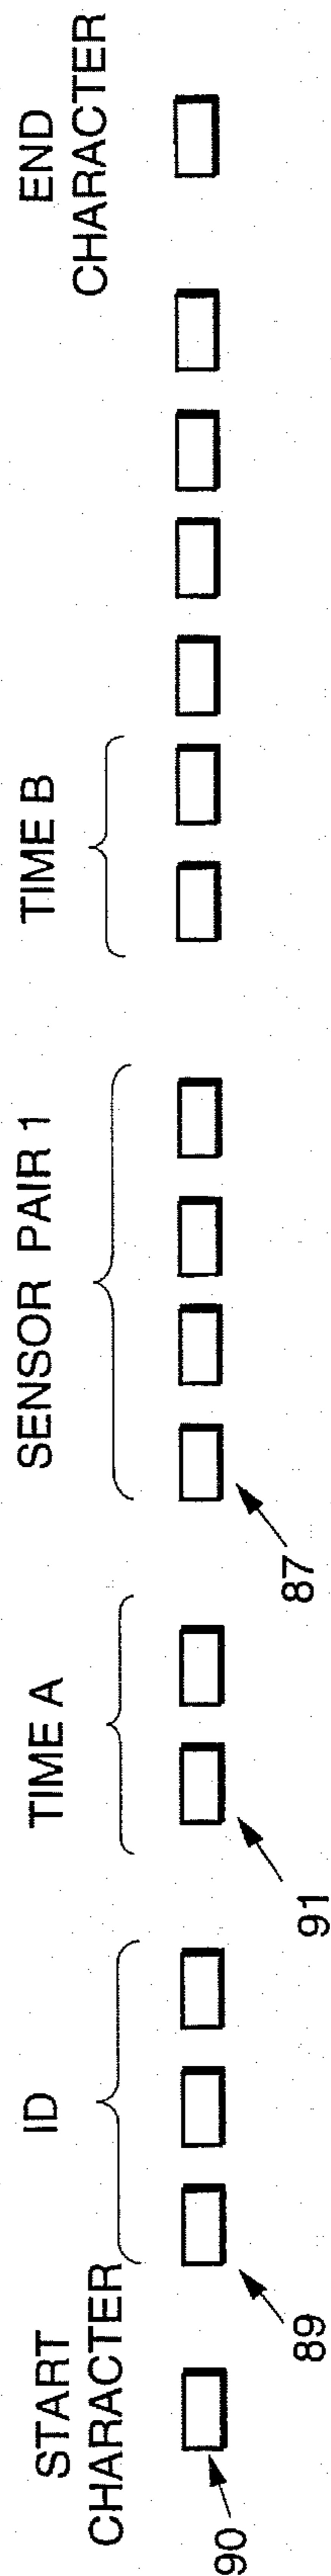 START
CHARACTER
ID
TIME A
SENSOR PAIR 1
TIME B
END
CHARACTER
90
89
91
87